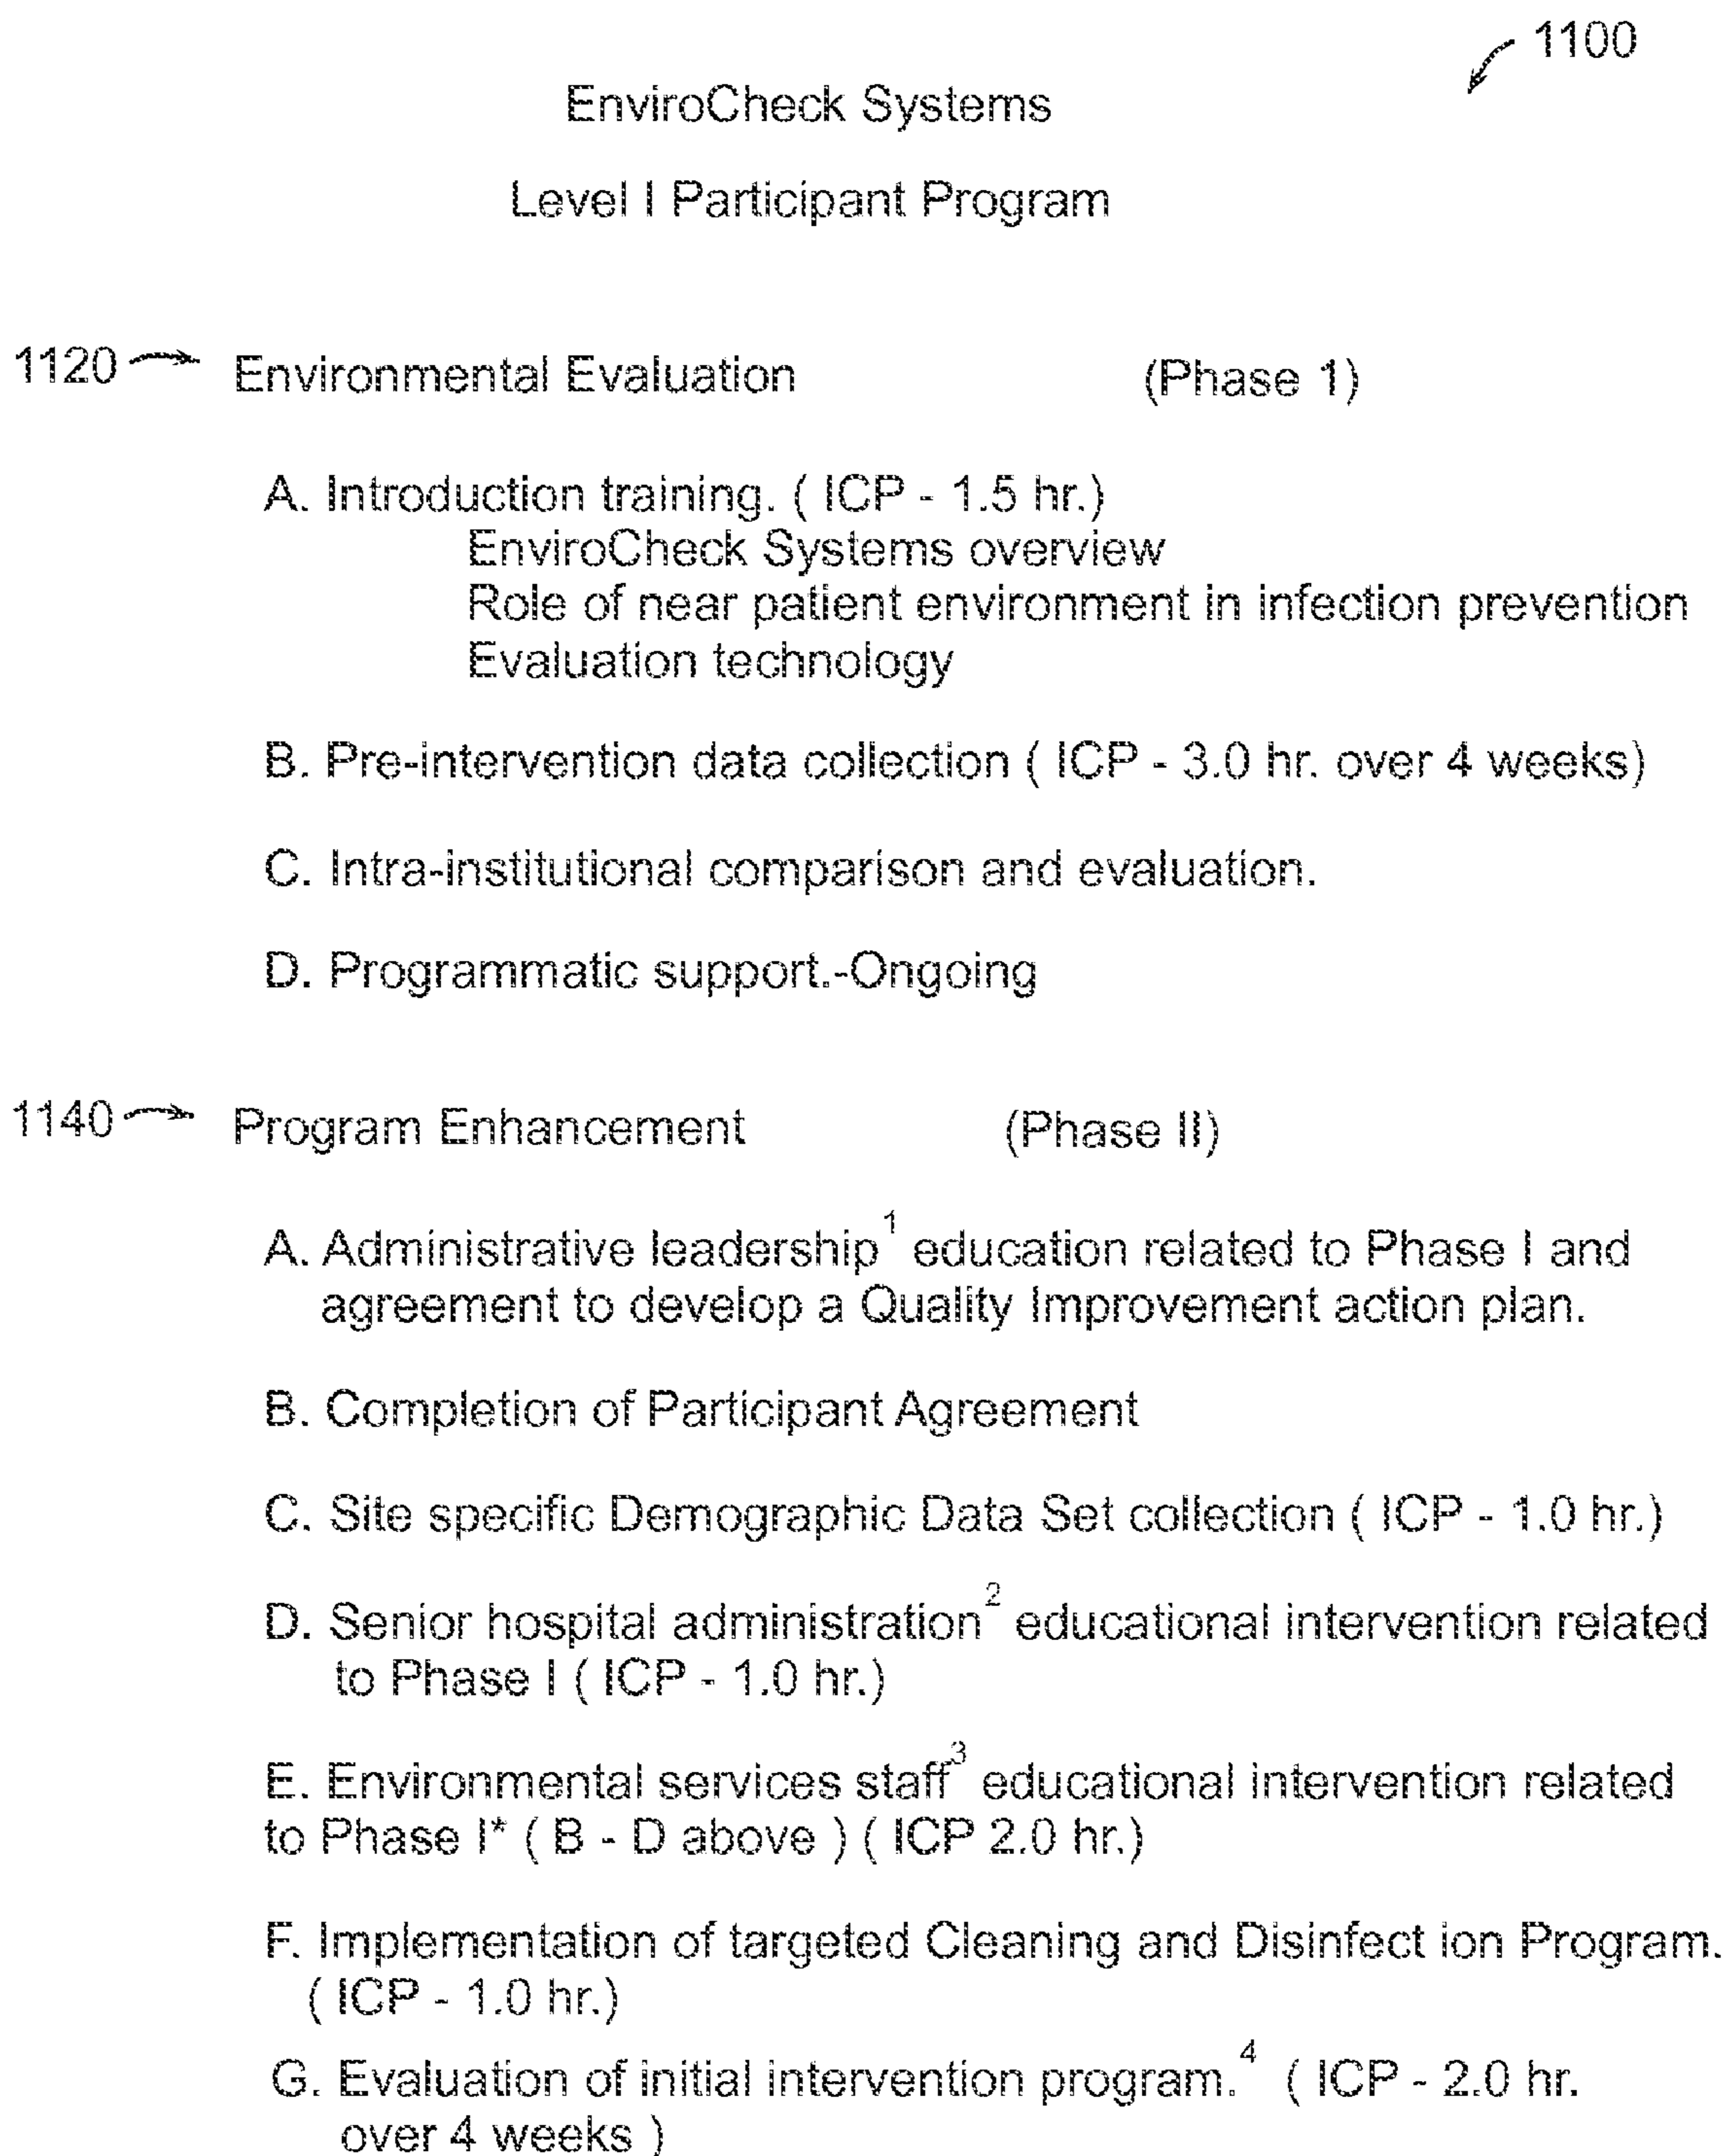 1100
EnviroCheck Systems
Level I Participant Program
1120 Environmental Evaluation (Phase 1)
A. Introduction training. ( ICP - 1.5 hr.)
EnviroCheck Systems overview
Role of near patient environment in infection prevention
Evaluation technology
B. Pre-intervention data collection ( ICP - 3.0 hr. over 4 weeks)
C. Intra-institutional comparison and evaluation.
D. Programmatic support.-Ongoing
1140 Program Enhancement (Phase II)
A. Administrative leadership¹ education related to Phase I and
agreement to develop a Quality Improvement action plan.
B. Completion of Participant Agreement
C. Site specific Demographic Data Set collection ( ICP - 1.0 hr.)
D. Senior hospital administration² educational intervention related
to Phase I ( ICP - 1.0 hr.)
E. Environmental services staff³ educational intervention related
to Phase I* ( B - D above ) ( ICP 2.0 hr.)
F. Implementation of targeted Cleaning and Disinfect ion Program.
( ICP - 1.0 hr.)
G. Evaluation of initial intervention program.⁴ ( ICP - 2.0 hr.
over 4 weeks )